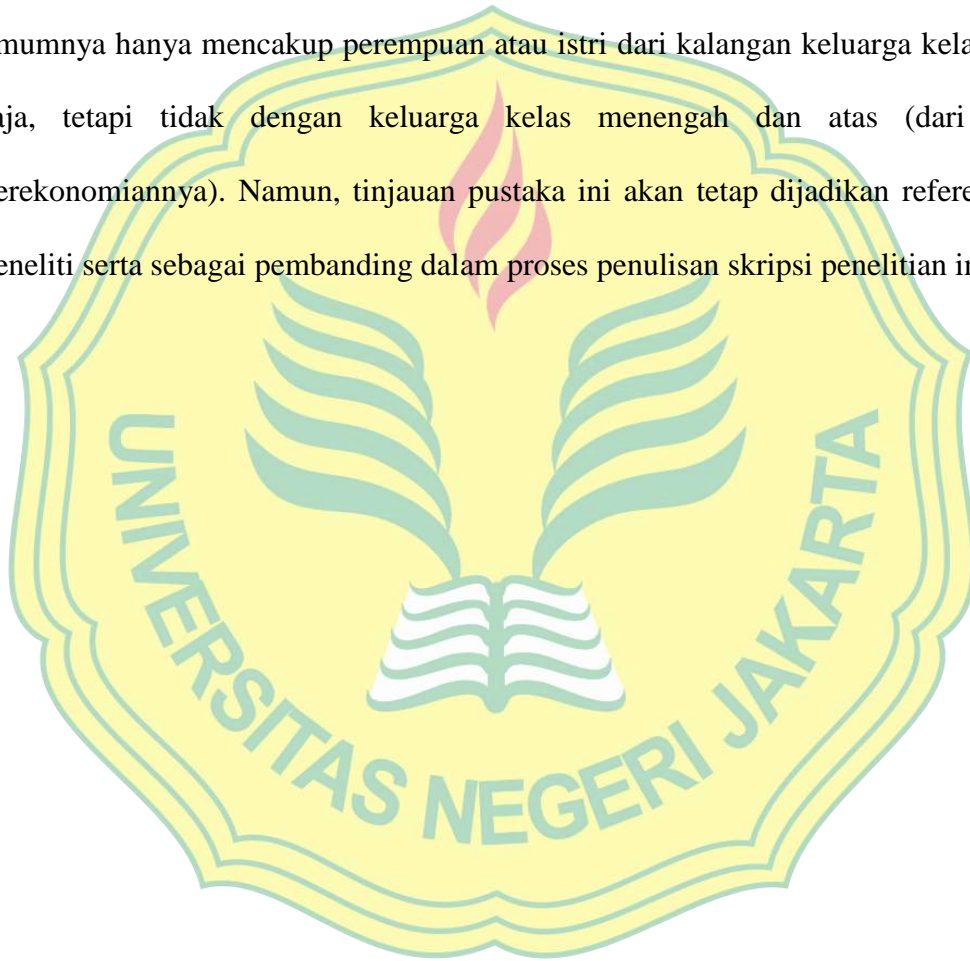 mumnya hanya mencakup perempuan atau istri dari kalangan keluarga kela
aja, tetapi tidak dengan keluarga kelas menengah dan atas (dari
erekonomiannya). Namun, tinjauan pustaka ini akan tetap dijadikan refere
eneliti serta sebagai pembanding dalam proses penulisan skripsi penelitian in
UNIVERSITAS NEGERI JAKARTA